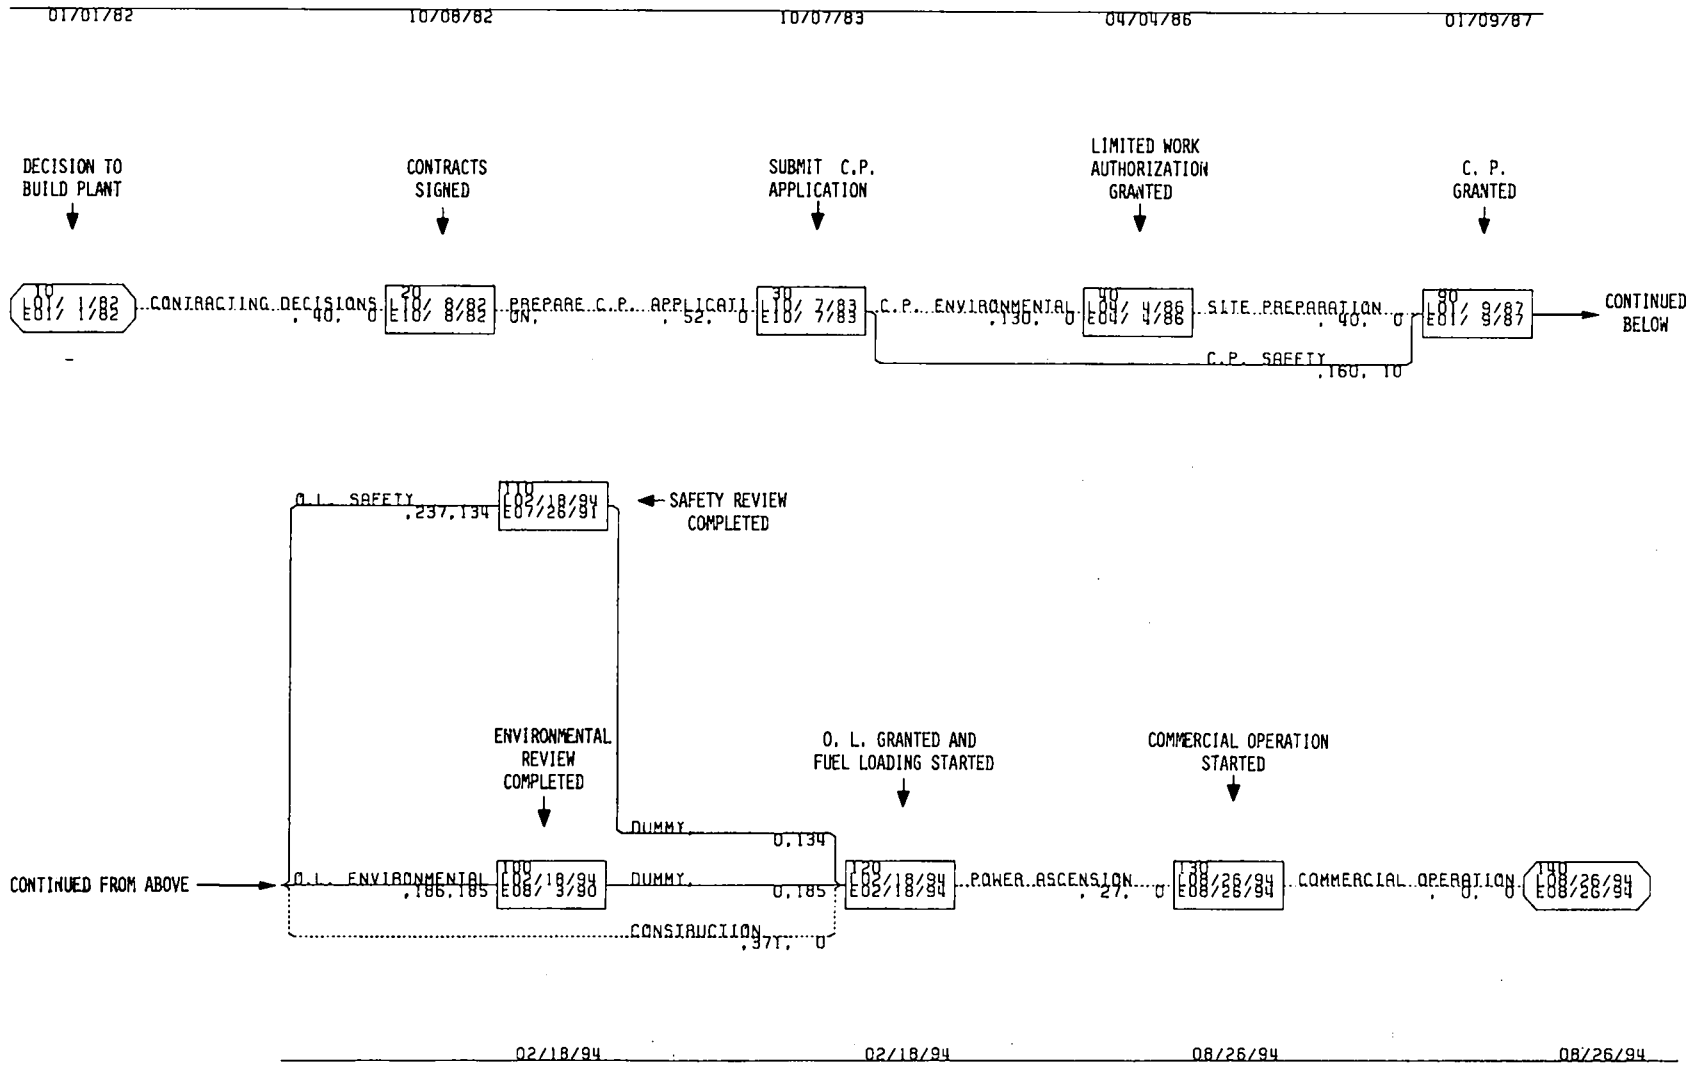 01/01/82
10/08/82
10/07/83
04/04/86
01/09/87
DECISION TO
BUILD PLANT
CONTRACTS
SIGNED
SUBMIT C.P.
APPLICATION
LIMITED WORK
AUTHORIZATION
GRANTED
C. P.
GRANTED
10
L01/ 1/82
E01/ 1/82
CONTRACTING DECISIONS
, 40, 0
20
L10/ 8/82
E10/ 8/82
PREPARE C.P. APPLICATI
ON, , 52, 0
30
L10/ 7/83
E10/ 7/83
C.P. ENVIRONMENTAL
,130, 0
40
L04/ 4/86
E04/ 4/86
SITE PREPARATION
, 40, 0
90
L01/ 9/87
E01/ 9/87
CONTINUED
BELOW
C.P. SAFETY
,160, 10
O.L. SAFETY
,237,134
110
L02/18/94
E07/26/91
SAFETY REVIEW
COMPLETED
ENVIRONMENTAL
REVIEW
COMPLETED
O. L. GRANTED AND
FUEL LOADING STARTED
COMMERCIAL OPERATION
STARTED
DUMMY,
0,134
CONTINUED FROM ABOVE
O.L. ENVIRONMENTAL
,186,185
100
L02/18/94
E08/ 3/90
DUMMY,
0,185
120
L02/18/94
E02/18/94
POWER ASCENSION
, 27, 0
130
L08/26/94
E08/26/94
COMMERCIAL OPERATION
, 0, 0
140
L08/26/94
E08/26/94
CONSTRUCTION
,371, 0
02/18/94
02/18/94
08/26/94
08/26/94